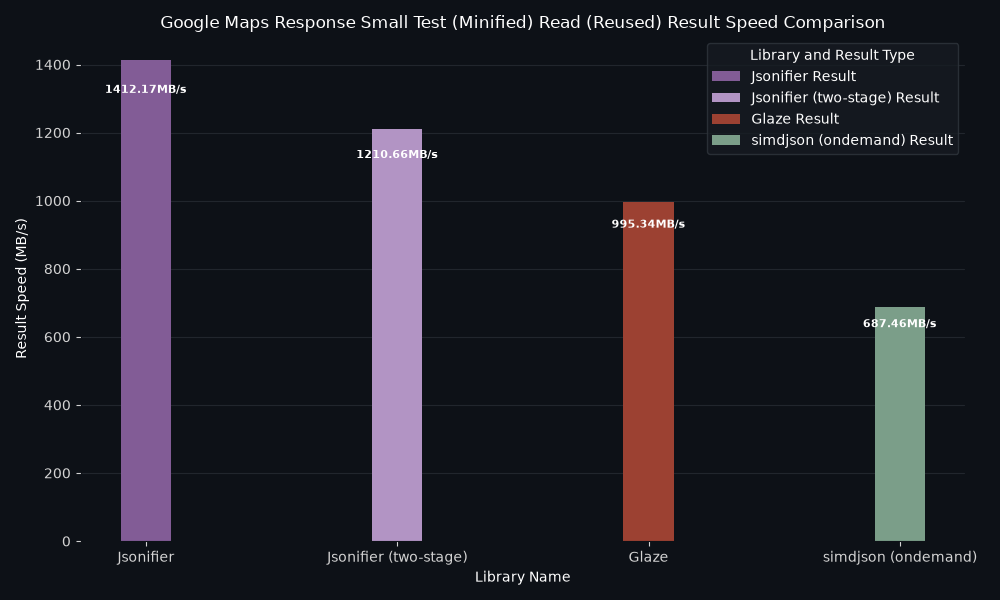 Google Maps Response Small Test (Minified) Read (Reused) Result Speed Comparison
Library and Result Type
Jsonifier Result
Jsonifier (two-stage) Result
Glaze Result
simdjson (ondemand) Result
Result Speed (MB/s)
1400
1200
1000
800
600
400
200
0
1412.17MB/s
1210.66MB/s
995.34MB/s
687.46MB/s
Jsonifier
Jsonifier (two-stage)
Glaze
simdjson (ondemand)
Library Name